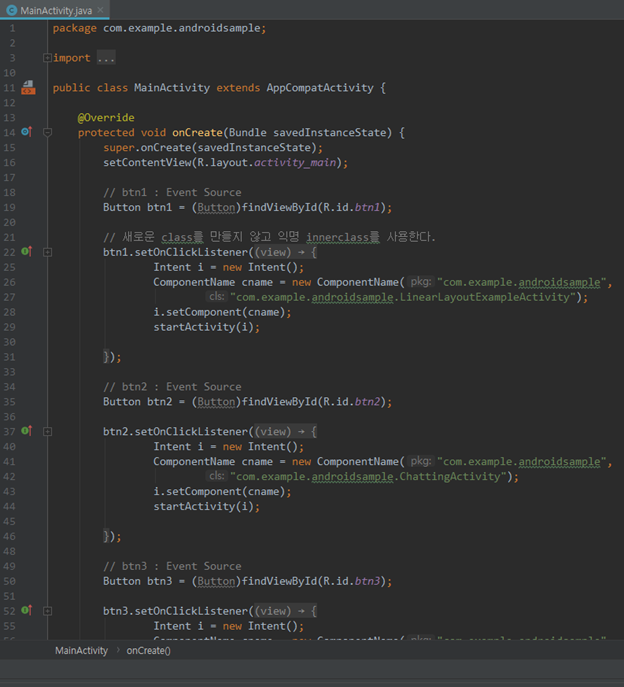 MainActivity.java
1 package com.example.androidsample;
2
3 import ...
10
11 public class MainActivity extends AppCompatActivity {
12
13 @Override
14 protected void onCreate(Bundle savedInstanceState) {
15 super.onCreate(savedInstanceState);
16 setContentView(R.layout.activity_main);
17
18 // btn1 : Event Source
19 Button btn1 = (Button)findViewById(R.id.btn1);
20
21 // 새로운 class를 만들지 않고 익명 innerclass를 사용한다.
22 btn1.setOnClickListener((view) → {
25 Intent i = new Intent();
26 ComponentName cname = new ComponentName( pkg: "com.example.androidsample",
27 cls: "com.example.androidsample.LinearLayoutExampleActivity");
28 i.setComponent(cname);
29 startActivity(i);
30
31 });
33
34 // btn2 : Event Source
35 Button btn2 = (Button)findViewById(R.id.btn2);
36
37 btn2.setOnClickListener((view) → {
40 Intent i = new Intent();
41 ComponentName cname = new ComponentName( pkg: "com.example.androidsample",
42 cls: "com.example.androidsample.ChattingActivity");
43 i.setComponent(cname);
44 startActivity(i);
45
46 });
48
49 // btn3 : Event Source
50 Button btn3 = (Button)findViewById(R.id.btn3);
51
52 btn3.setOnClickListener((view) → {
55 Intent i = new Intent();
MainActivity › onCreate()